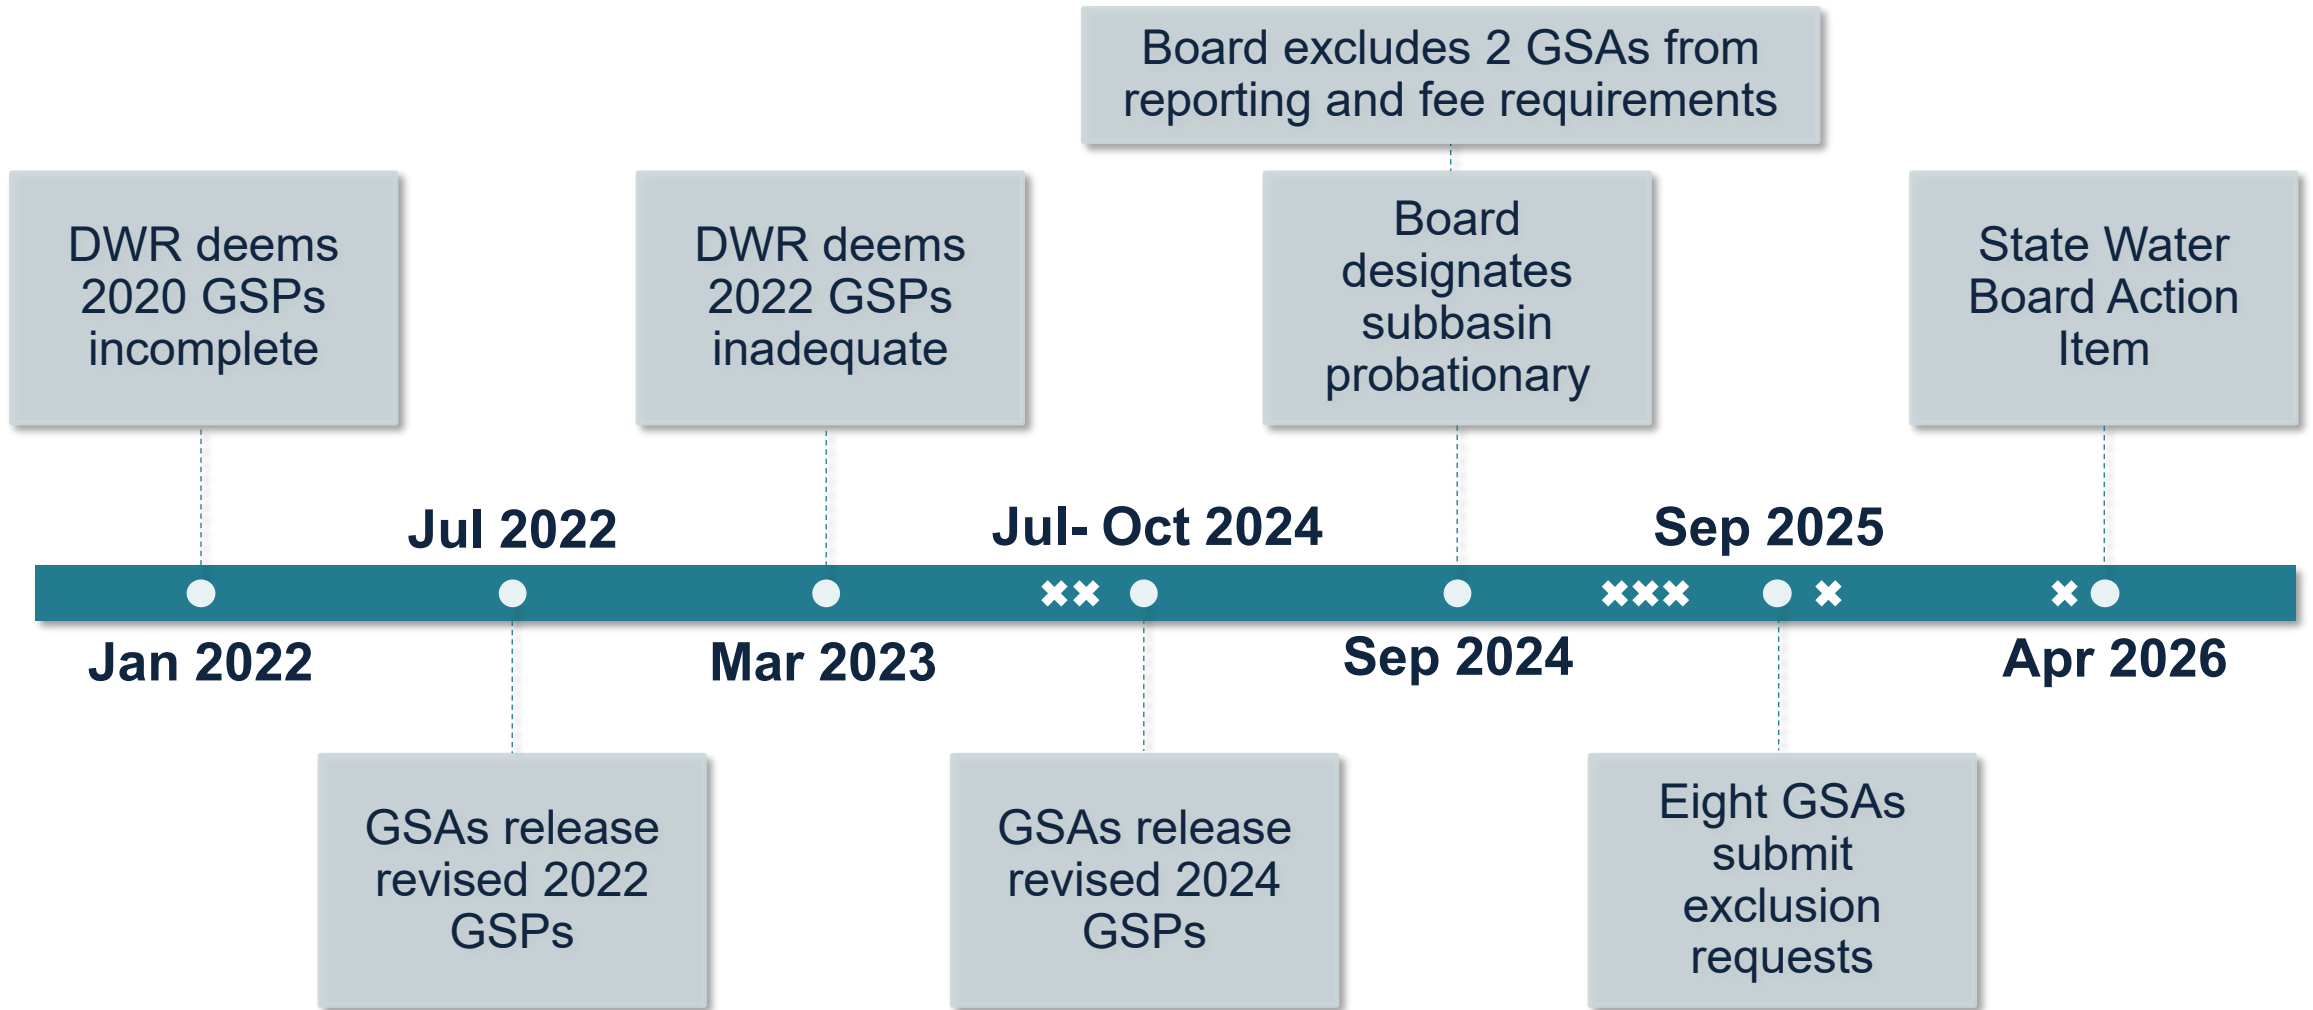 Board excludes 2 GSAs from
reporting and fee requirements
DWR deems
2020 GSPs
incomplete
DWR deems
2022 GSPs
inadequate
Board
designates
subbasin
probationary
State Water
Board Action
Item
Jul 2022
Jul- Oct 2024
Sep 2025
Jan 2022
Mar 2023
Sep 2024
Apr 2026
GSAs release
revised 2022
GSPs
GSAs release
revised 2024
GSPs
Eight GSAs
submit
exclusion
requests